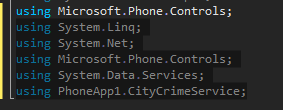 using Microsoft.Phone.Controls;
using System.Linq;
using System.Net;
using Microsoft.Phone.Controls;
using System.Data.Services;
using PhoneApp1.CityCrimeService;